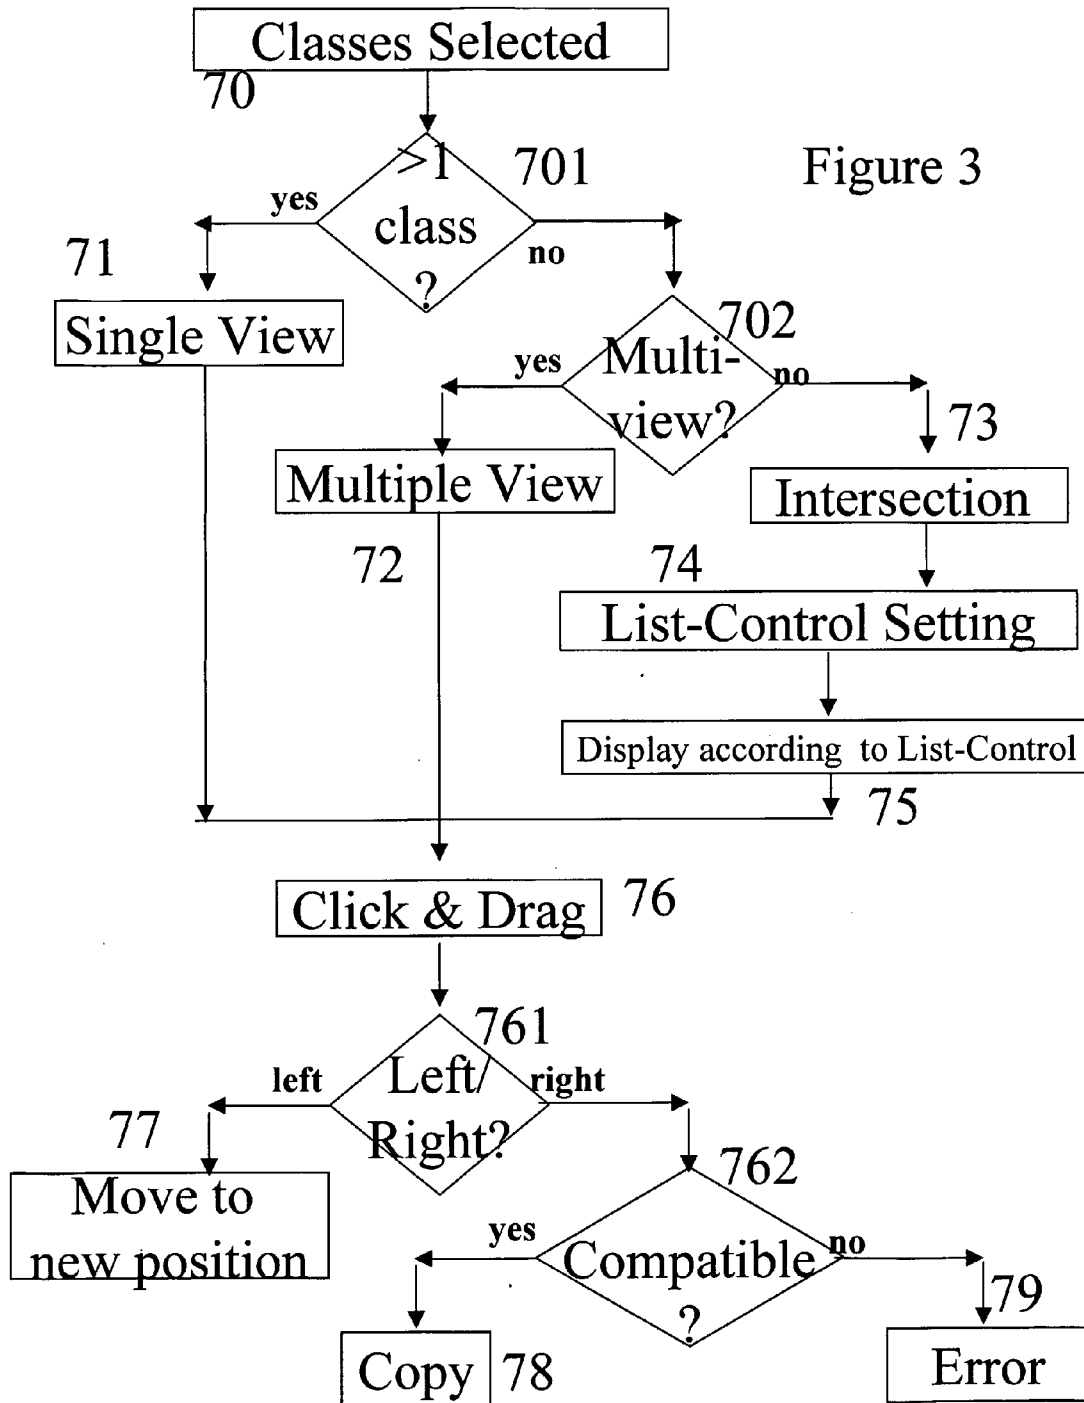 Classes Selected
70
>1
class
?
701
Figure 3
yes
no
71
Single View
702
Multi-
view?
yes
no
73
Multiple View
Intersection
72
74
List-Control Setting
Display according to List-Control
75
Click & Drag
76
761
Left/
Right?
left
right
77
Move to
new position
762
yes
no
Compatible
?
79
Copy
78
Error